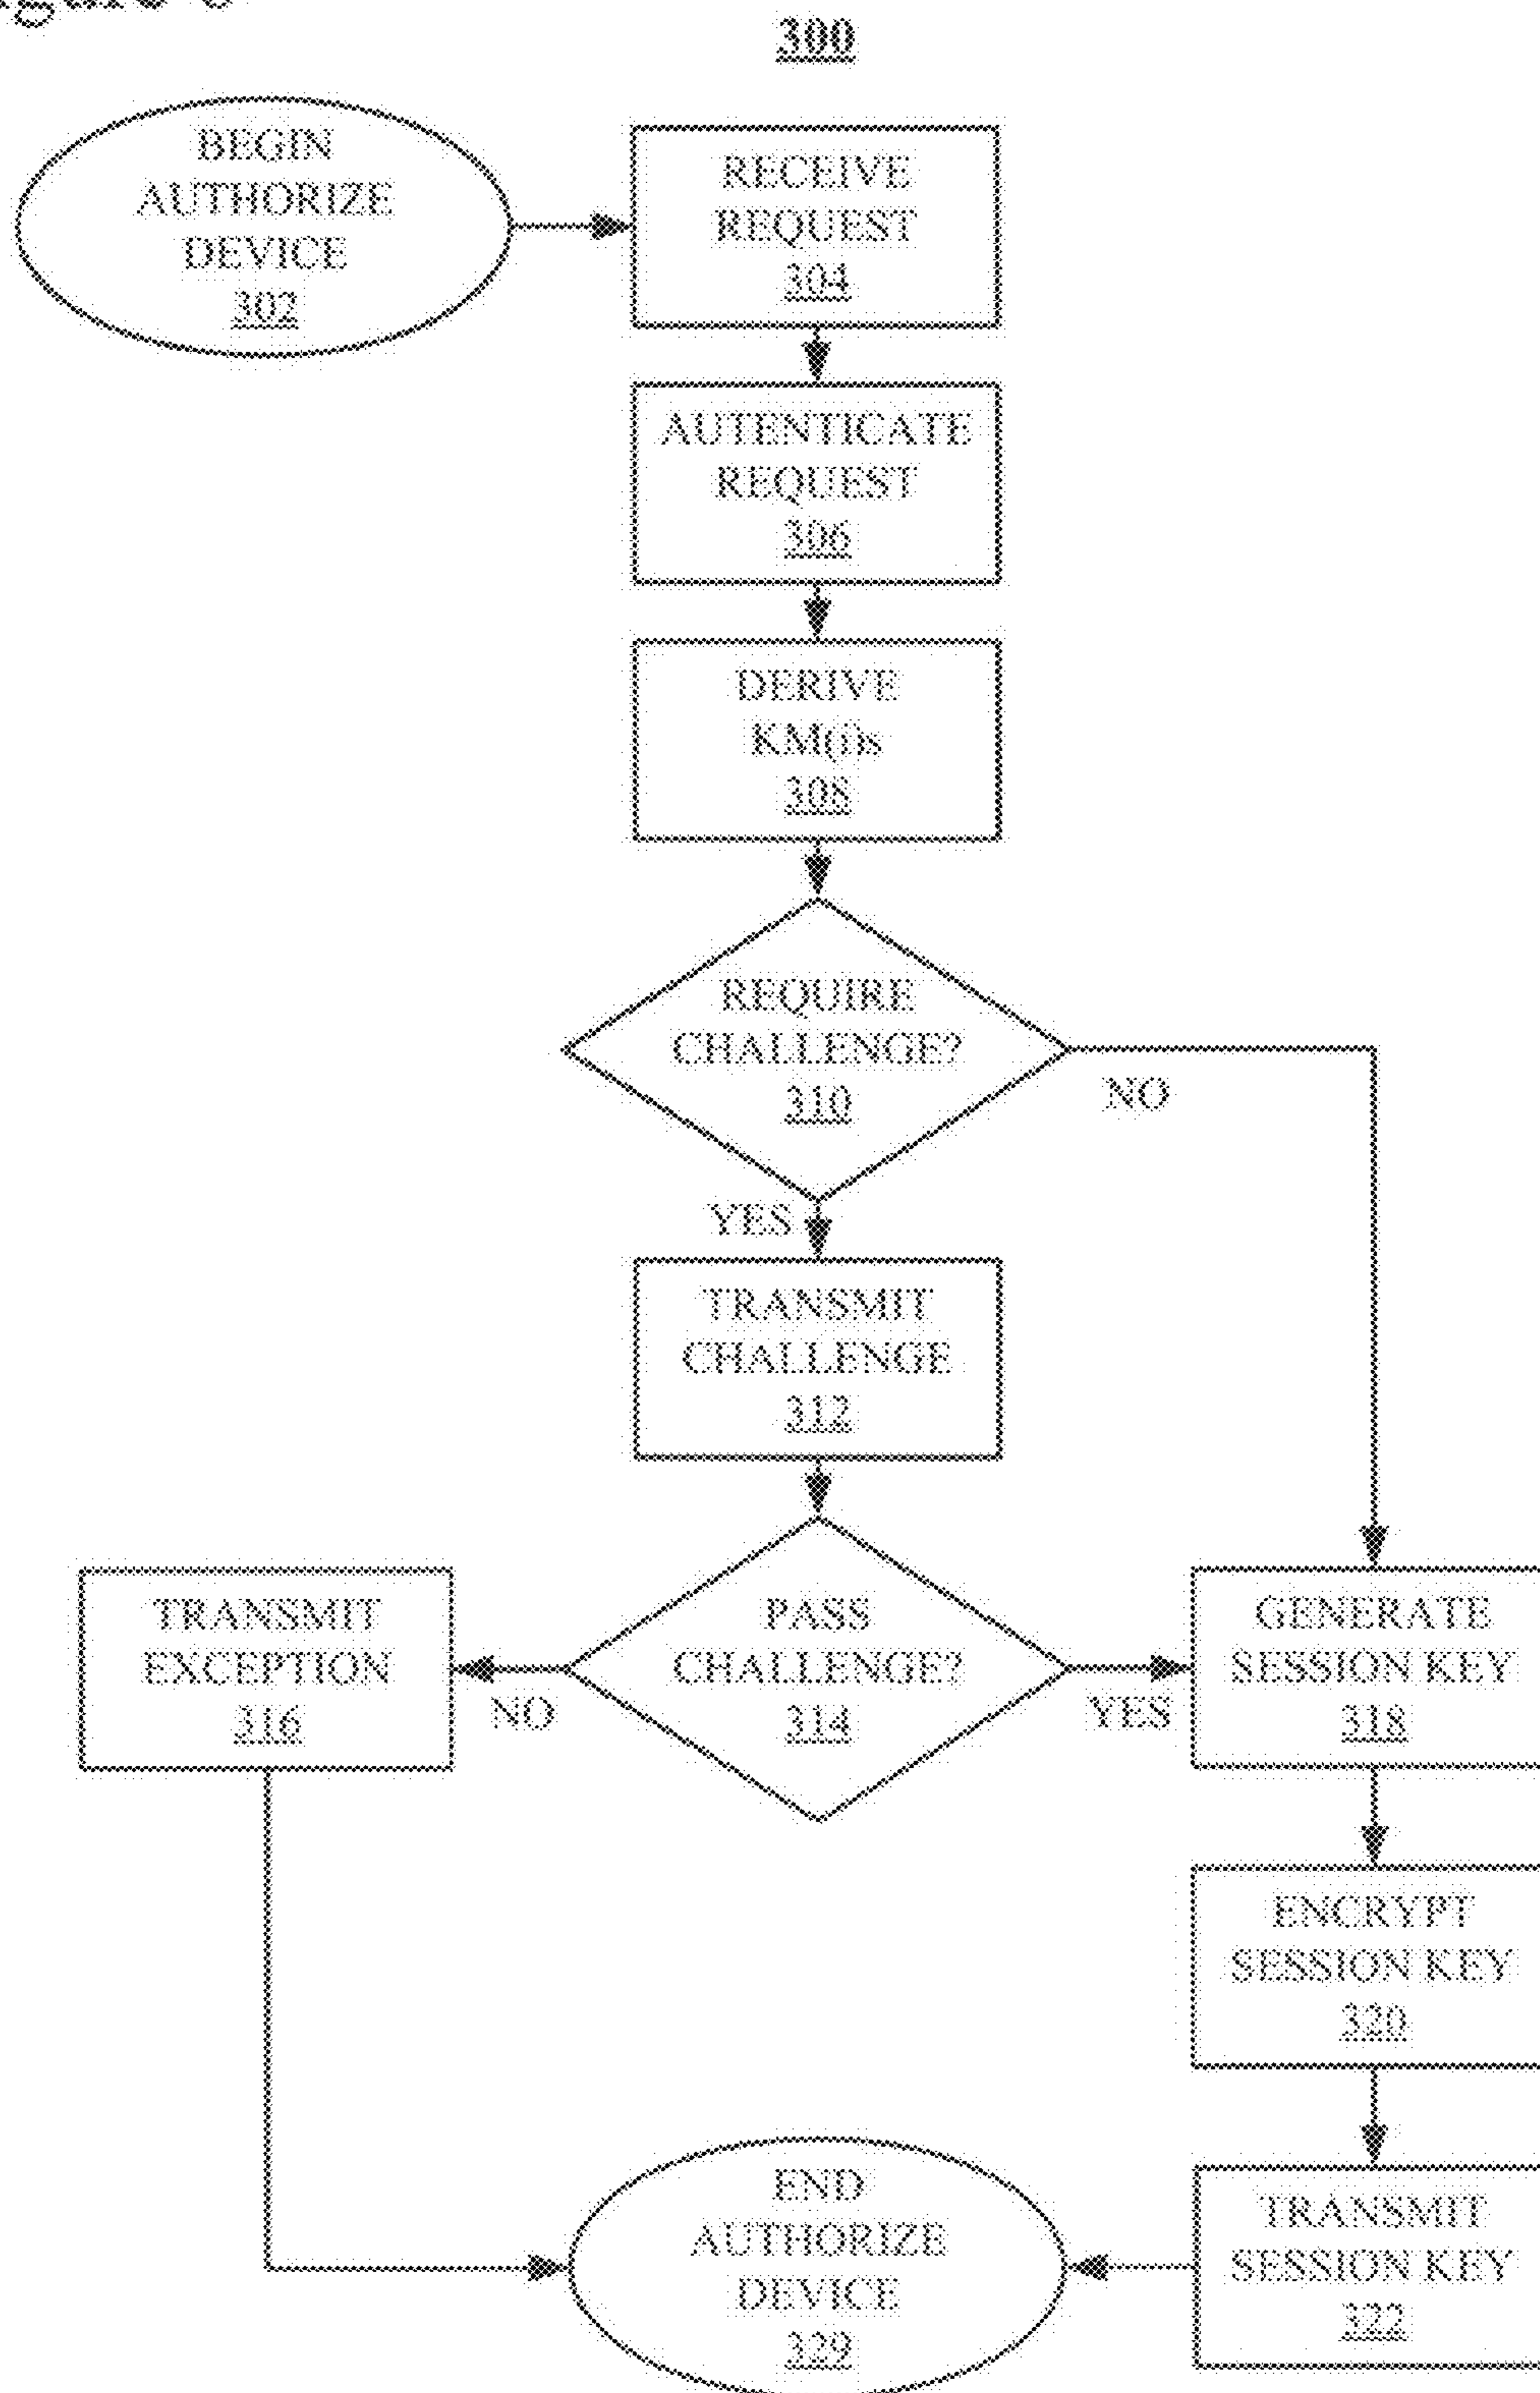 300
BEGIN
AUTHORIZE
DEVICE
302
RECEIVE
REQUEST
304
AUTENTICATE
REQUEST
306
DERIVE
KM(i)s
308
REQUIRE
CHALLENGE?
310
NO
YES
TRANSMIT
CHALLENGE
312
TRANSMIT
EXCEPTION
316
NO
PASS
CHALLENGE?
314
YES
GENERATE
SESSION KEY
318
ENCRYPT
SESSION KEY
320
END
AUTHORIZE
DEVICE
329
TRANSMIT
SESSION KEY
322